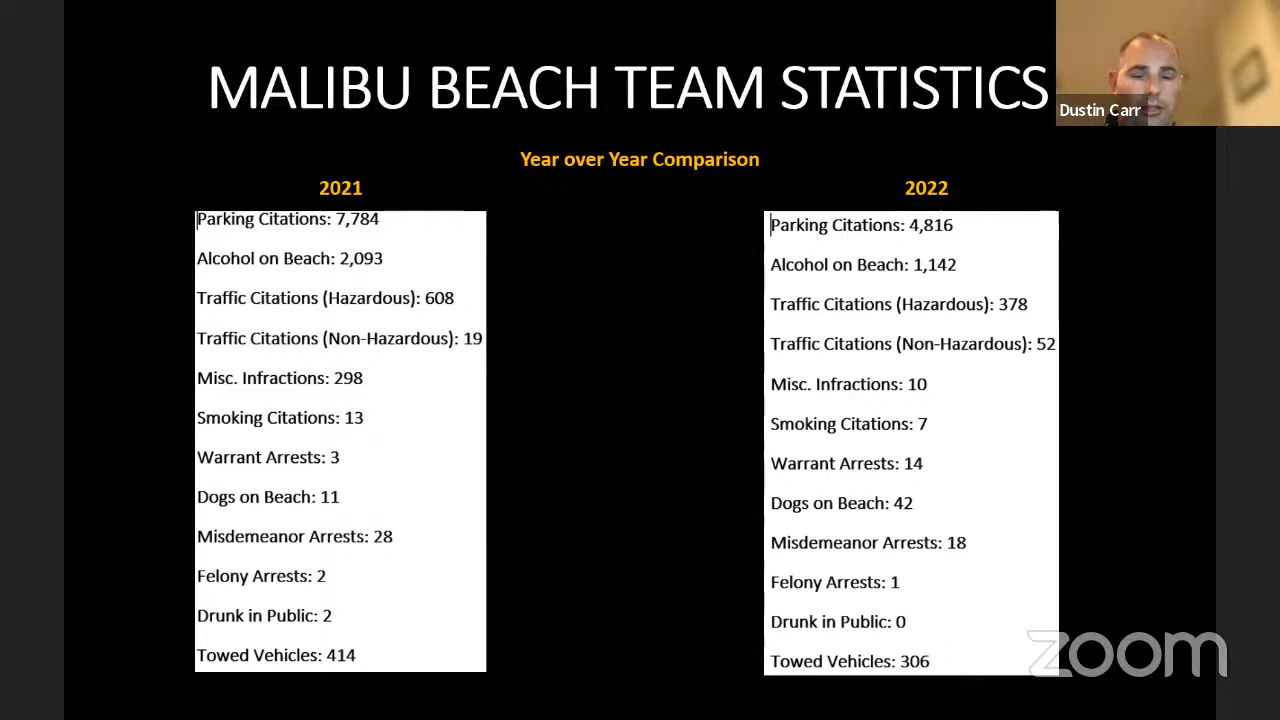 MALIBU BEACH TEAM STATISTICS
Dustin Carr
Year over Year Comparison
2021
Parking Citations: 7,784
Alcohol on Beach: 2,093
Traffic Citations (Hazardous): 608
Traffic Citations (Non-Hazardous): 19
Misc. Infractions: 298
Smoking Citations: 13
Warrant Arrests: 3
Dogs on Beach: 11
Misdemeanor Arrests: 28
Felony Arrests: 2
Drunk in Public: 2
Towed Vehicles: 414
2022
Parking Citations: 4,816
Alcohol on Beach: 1,142
Traffic Citations (Hazardous): 378
Traffic Citations (Non-Hazardous): 52
Misc. Infractions: 10
Smoking Citations: 7
Warrant Arrests: 14
Dogs on Beach: 42
Misdemeanor Arrests: 18
Felony Arrests: 1
Drunk in Public: 0
Towed Vehicles: 306
zoom